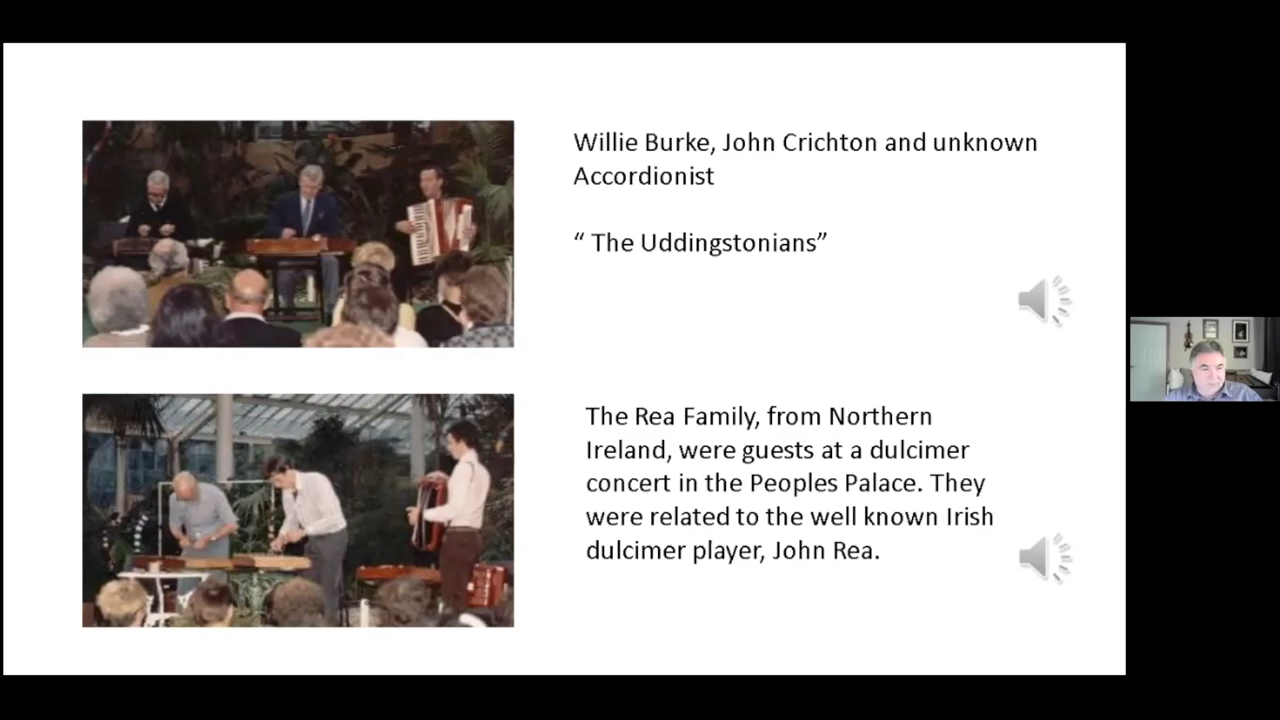 Willie Burke, John Crichton and unknown
Accordionist
“ The Uddingstonians”
The Rea Family, from Northern
Ireland, were guests at a dulcimer
concert in the Peoples Palace. They
were related to the well known Irish
dulcimer player, John Rea.